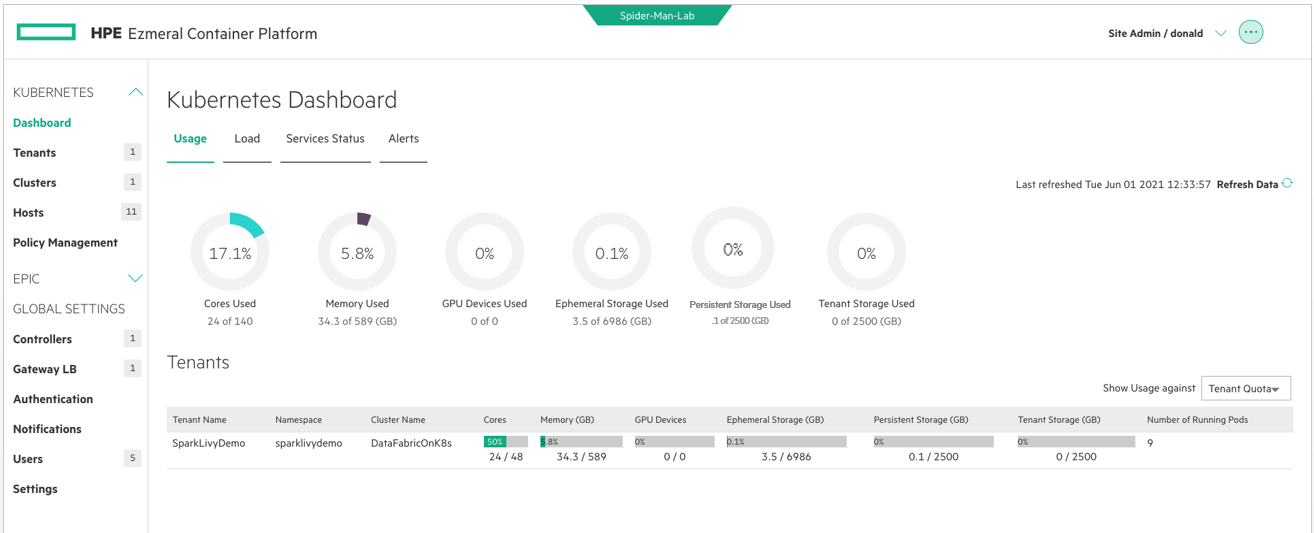 Spider-Man-Lab
HPE Ezmeral Container Platform
Site Admin / donald
KUBERNETES
Dashboard
Tenants 1
Clusters 1
Hosts 11
Policy Management
EPIC
GLOBAL SETTINGS
Controllers 1
Gateway LB 1
Authentication
Notifications
Users 5
Settings
Kubernetes Dashboard
Usage Load Services Status Alerts
Last refreshed Tue Jun 01 2021 12:33:57 Refresh Data
17.1% 5.8% 0% 0.1% 0% 0%
Cores Used Memory Used GPU Devices Used Ephemeral Storage Used Persistent Storage Used Tenant Storage Used
24 of 140 34.3 of 589 (GB) 0 of 0 3.5 of 6986 (GB) .1 of 2500 (GB) 0 of 2500 (GB)
Tenants
Show Usage against Tenant Quota
Tenant Name Namespace Cluster Name Cores Memory (GB) GPU Devices Ephemeral Storage (GB) Persistent Storage (GB) Tenant Storage (GB) Number of Running Pods
SparkLivyDemo sparklivydemo DataFabricOnK8s 50% 5.8% 0% 0.1% 0% 0% 9
24 / 48 34.3 / 589 0 / 0 3.5 / 6986 0.1 / 2500 0 / 2500